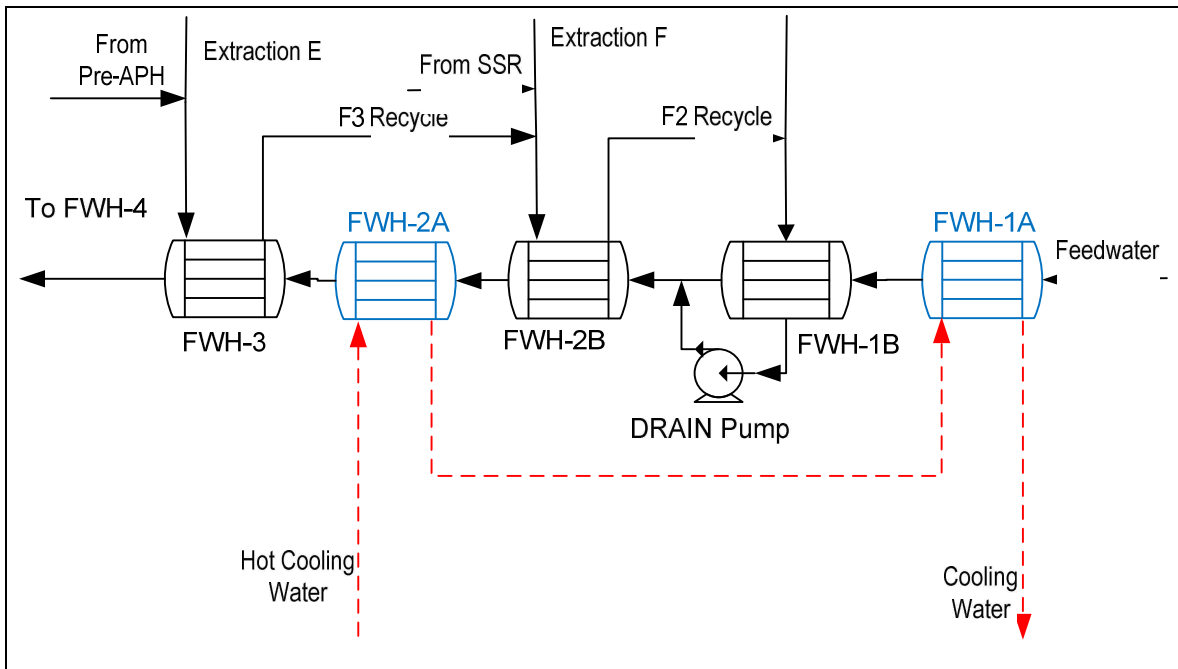 From
Pre-APH
Extraction E
From SSR
Extraction F
F3 Recycle
F2 Recycle
To FWH-4
FWH-2A
FWH-1A
Feedwater
FWH-3
FWH-2B
FWH-1B
DRAIN Pump
Hot Cooling
Water
Cooling
Water